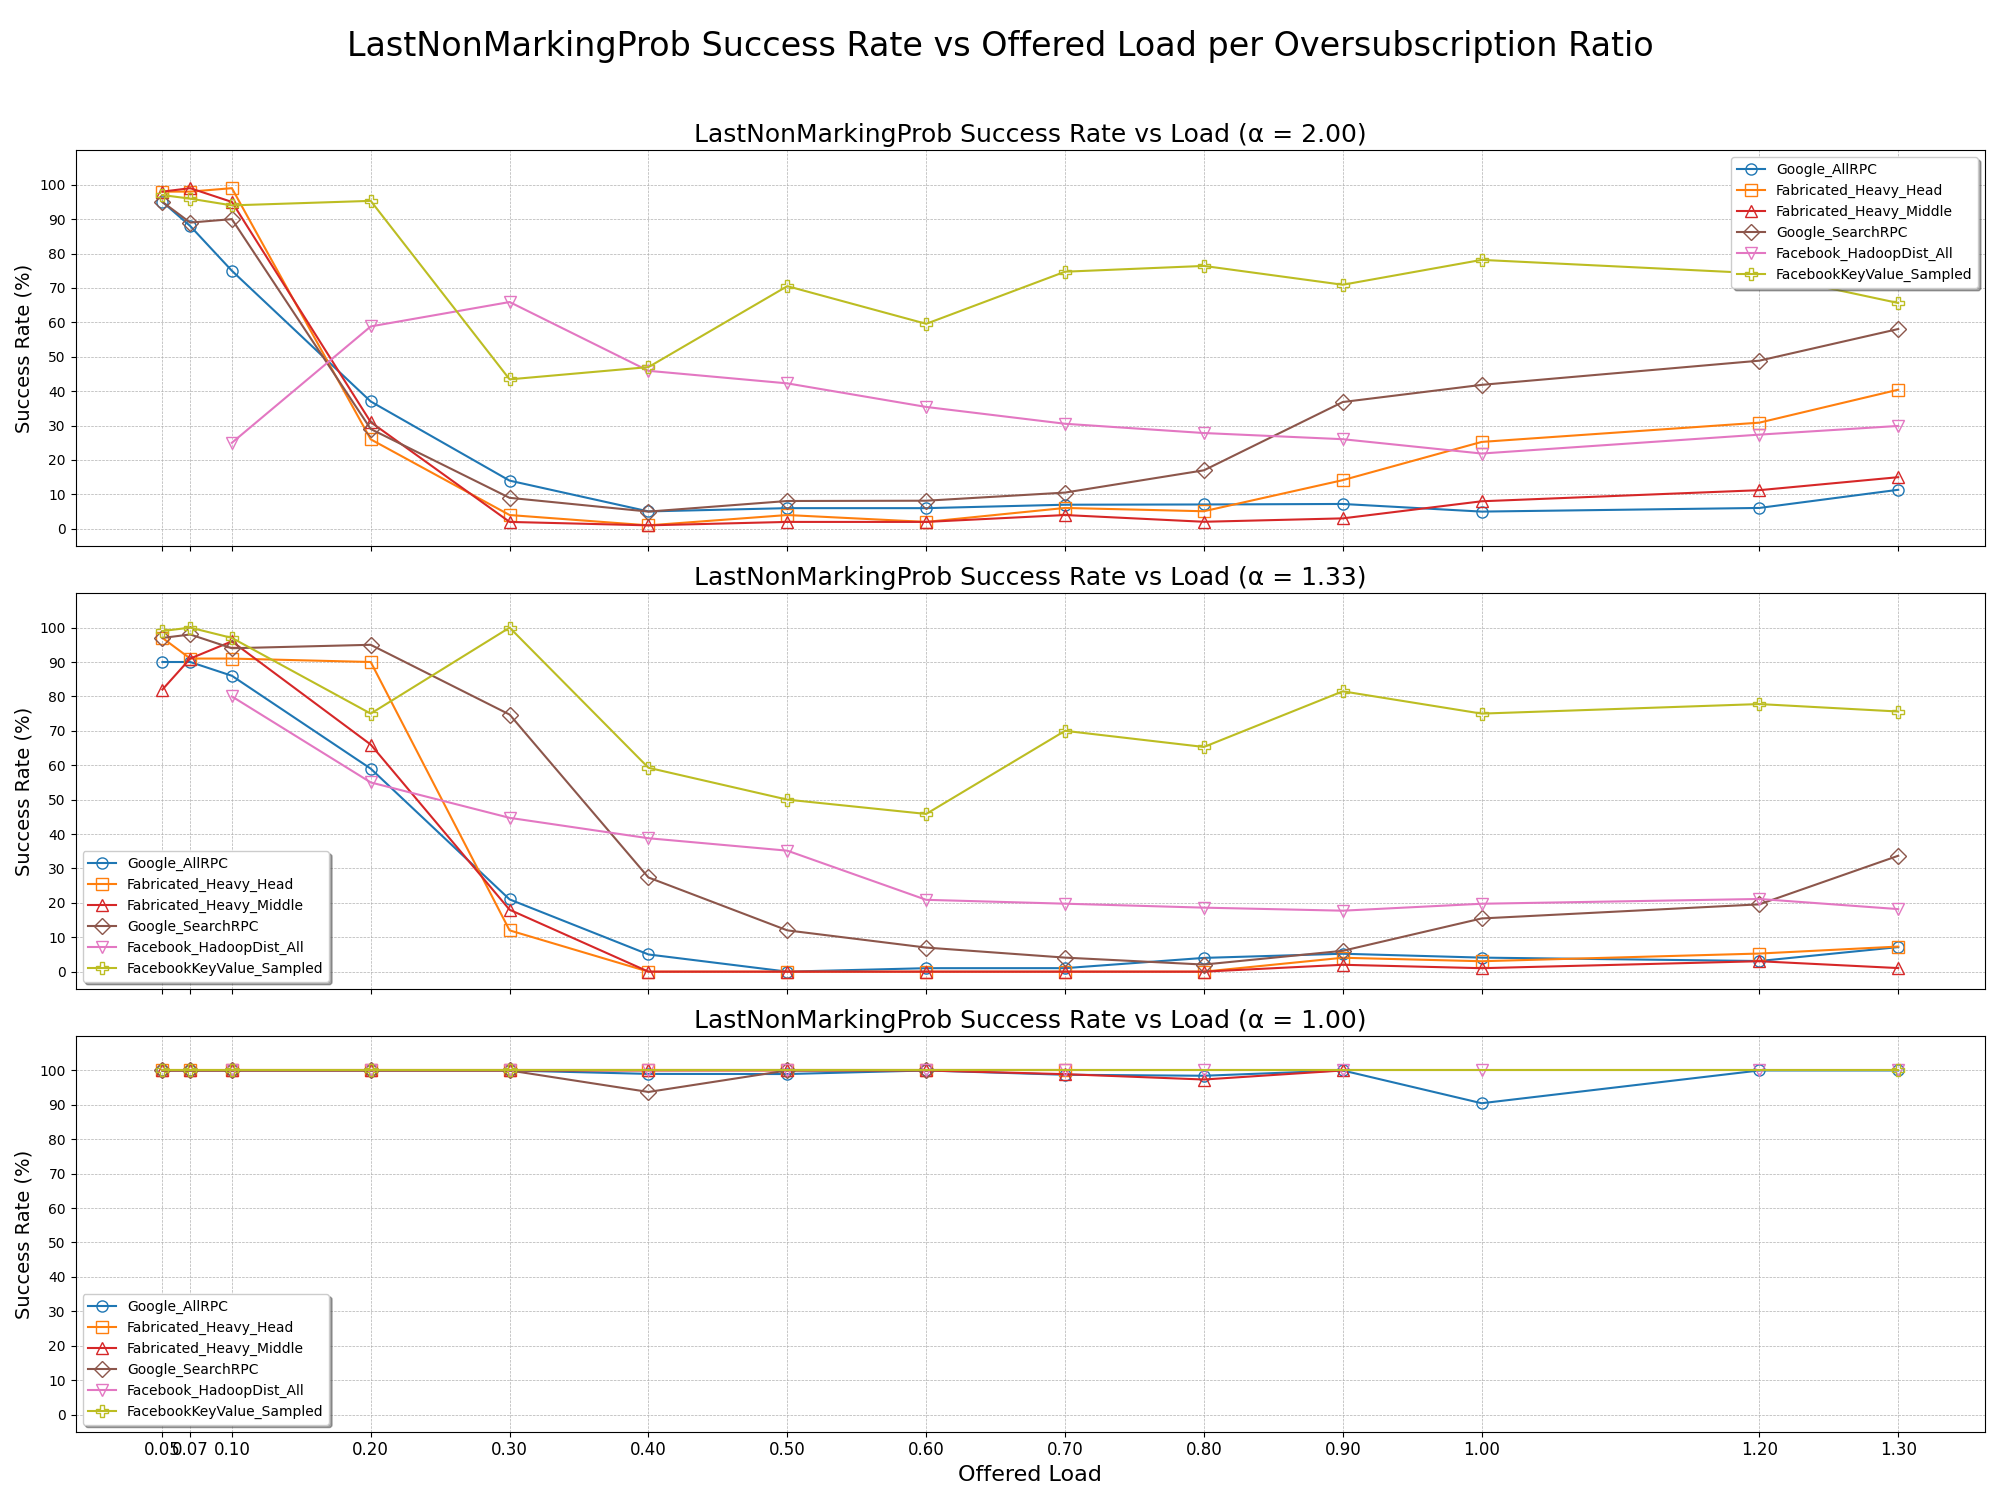 LastNonMarkingProb Success Rate vs Offered Load per Oversubscription Ratio
LastNonMarkingProb Success Rate vs Load (α = 2.00)
Success Rate (%)
100
90
80
70
60
50
40
30
20
10
0
Google_AllRPC
Fabricated_Heavy_Head
Fabricated_Heavy_Middle
Google_SearchRPC
Facebook_HadoopDist_All
FacebookKeyValue_Sampled
LastNonMarkingProb Success Rate vs Load (α = 1.33)
Success Rate (%)
100
90
80
70
60
50
40
30
20
10
0
Google_AllRPC
Fabricated_Heavy_Head
Fabricated_Heavy_Middle
Google_SearchRPC
Facebook_HadoopDist_All
FacebookKeyValue_Sampled
LastNonMarkingProb Success Rate vs Load (α = 1.00)
Success Rate (%)
100
90
80
70
60
50
40
30
20
10
0
Google_AllRPC
Fabricated_Heavy_Head
Fabricated_Heavy_Middle
Google_SearchRPC
Facebook_HadoopDist_All
FacebookKeyValue_Sampled
0.05 0.07 0.10 0.20 0.30 0.40 0.50 0.60 0.70 0.80 0.90 1.00 1.20 1.30
Offered Load